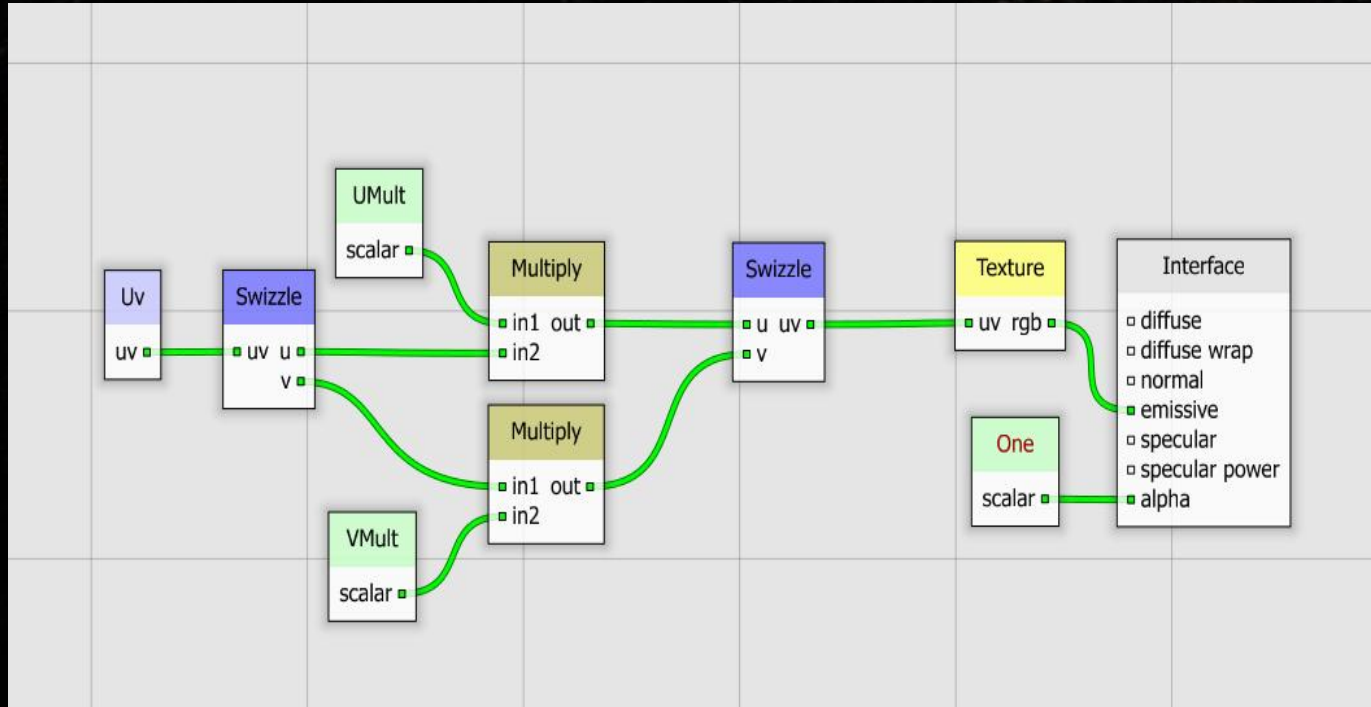 Uv
uv
Swizzle
uv u
v
UMult
scalar
VMult
scalar
Multiply
in1 out
in2
Multiply
in1 out
in2
Swizzle
u uv
v
Texture
uv rgb
One
scalar
Interface
diffuse
diffuse wrap
normal
emissive
specular
specular power
alpha